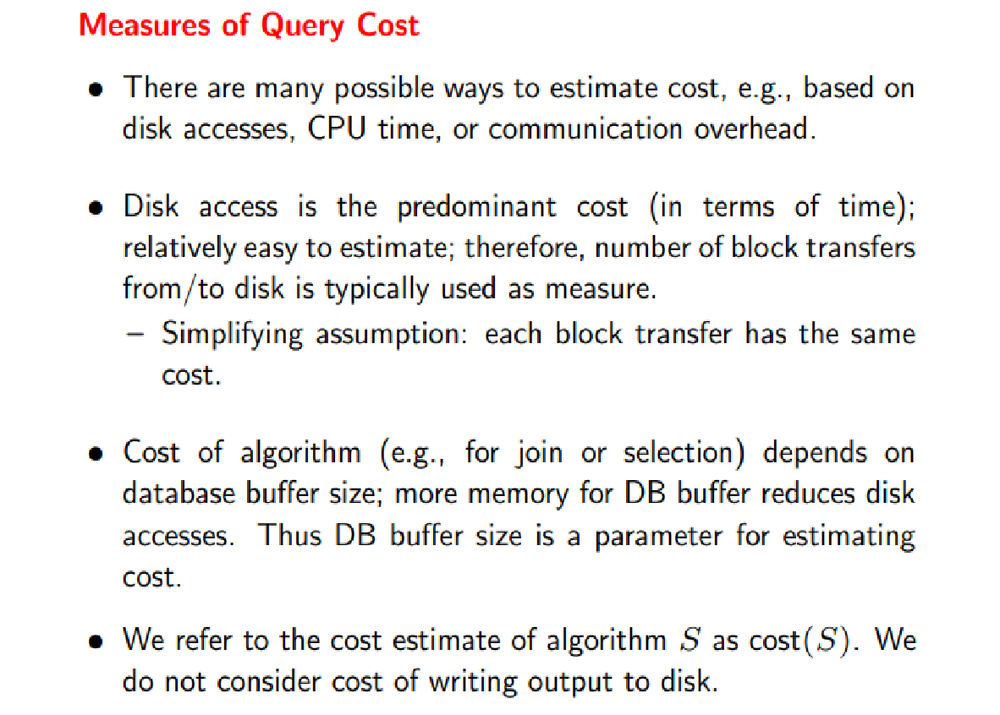 Measures of Query Cost
• There are many possible ways to estimate cost, e.g., based on
disk accesses, CPU time, or communication overhead.
• Disk access is the predominant cost (in terms of time);
relatively easy to estimate; therefore, number of block transfers
from/to disk is typically used as measure.
– Simplifying assumption: each block transfer has the same
cost.
• Cost of algorithm (e.g., for join or selection) depends on
database buffer size; more memory for DB buffer reduces disk
accesses. Thus DB buffer size is a parameter for estimating
cost.
• We refer to the cost estimate of algorithm S as cost(S). We
do not consider cost of writing output to disk.